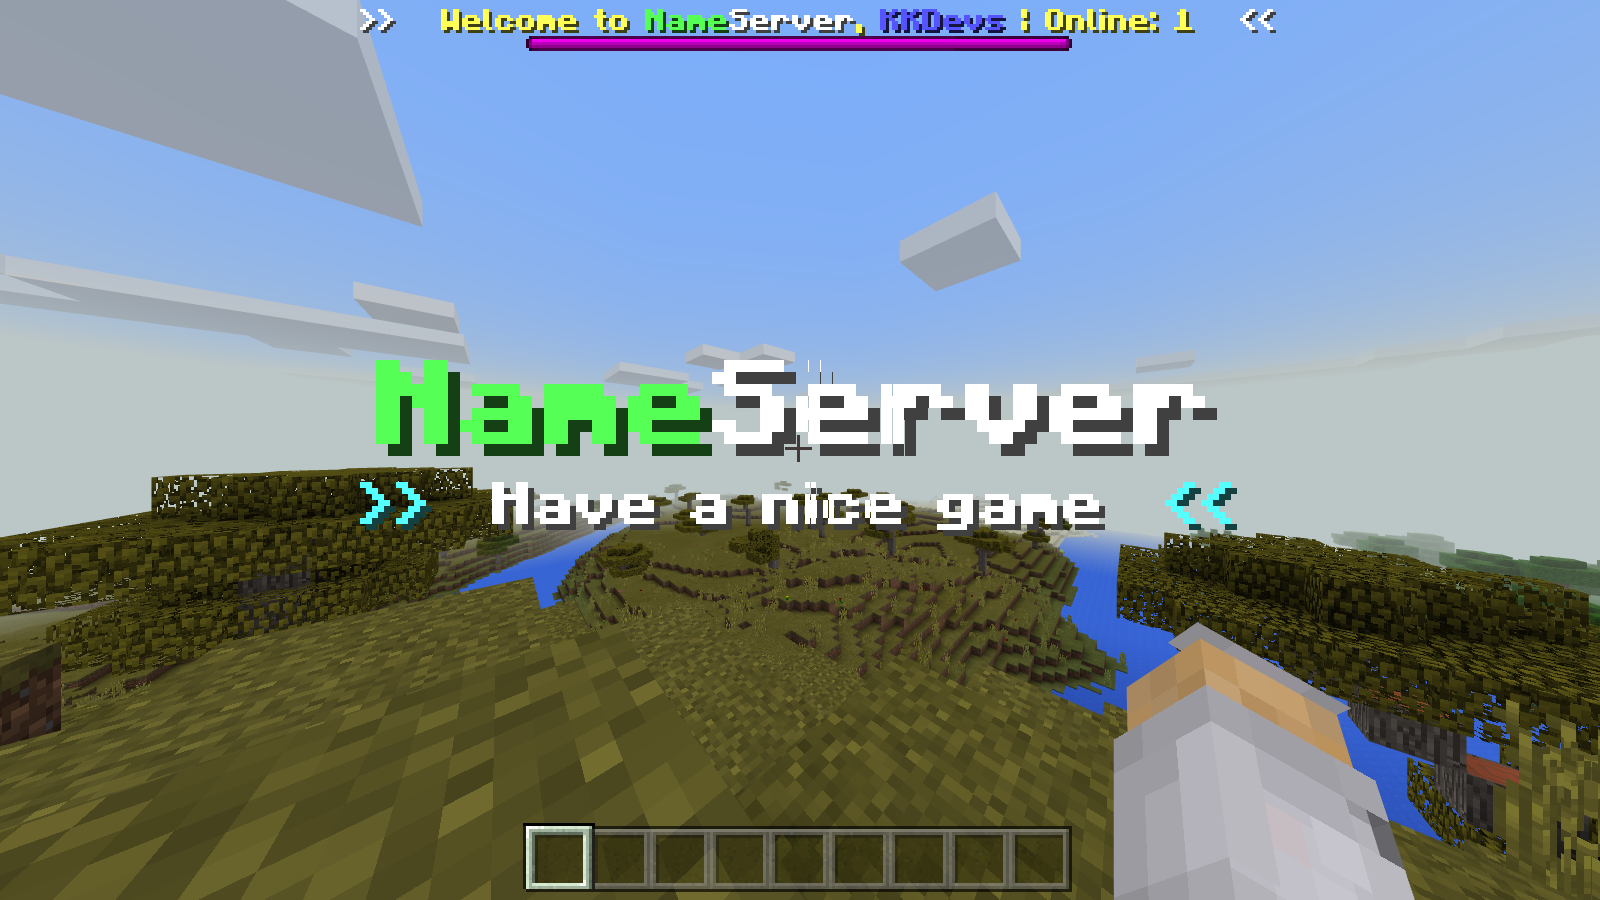 >> Welcome to NameServer, KKDevs | Online: 1 <<
NameServer
>> Have a nice game <<